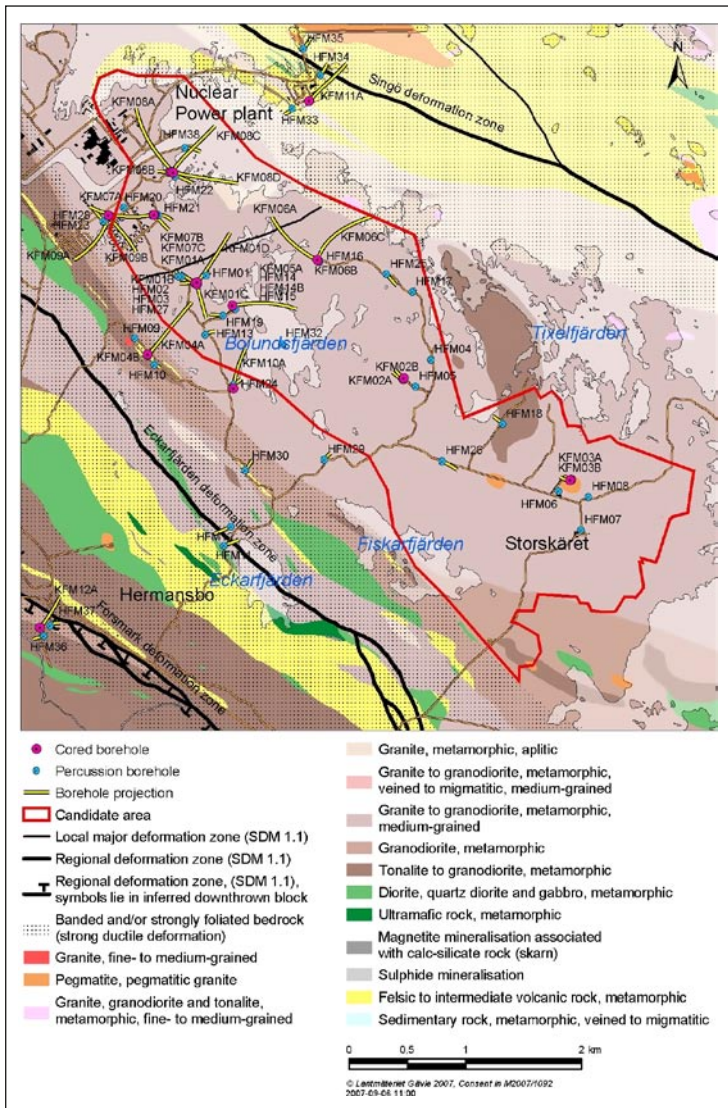 HFM35
HFM34
N
Nuclear
Power plant
KFM11A
HFM33
Singö deformation zone
KFM08A
HFM38
KFM08C
KFM08B
HFM22
KFM08D
KFM07A
HFM20
HFM21
KFM06A
KFM06C
KFM09A
KFM09B
KFM07B
KFM07C
KFM01A
KFM01D
HFM16
KFM06B
KFM01B
HFM02
HFM03
HFM27
HFM01
KFM05A
HFM14
HFM14B
HFM15
KFM01C
HFM19
HFM13
HFM17
HFM09
KFM04A
KFM04B
HFM10
HFM32
Bolundsfjärden
Tixelfjärden
KFM10A
HFM24
HFM04
KFM02B
KFM02A
HFM05
HFM18
Eckarfjärden deformation zone
HFM30
HFM29
HFM28
KFM03A
KFM03B
HFM06
HFM08
HFM07
Fiskarfjärden
Storskäret
Eckarfjärden
Hermansbo
KFM12A
HFM37
HFM36
Forsmark deformation zone
Cored borehole
Percussion borehole
Borehole projection
Candidate area
Local major deformation zone (SDM 1.1)
Regional deformation zone (SDM 1.1)
Regional deformation zone, (SDM 1.1),
symbols lie in inferred downthrown block
Banded and/or strongly foliated bedrock
(strong ductile deformation)
Granite, fine- to medium-grained
Pegmatite, pegmatitic granite
Granite, granodiorite and tonalite,
metamorphic, fine- to medium-grained
Granite, metamorphic, aplitic
Granite to granodiorite, metamorphic,
veined to migmatitic, medium-grained
Granite to granodiorite, metamorphic,
medium-grained
Granodiorite, metamorphic
Tonalite to granodiorite, metamorphic
Diorite, quartz diorite and gabbro, metamorphic
Ultramafic rock, metamorphic
Magnetite mineralisation associated
with calc-silicate rock (skarn)
Sulphide mineralisation
Felsic to intermediate volcanic rock, metamorphic
Sedimentary rock, metamorphic, veined to migmatitic
0 0.5 1 2 km
© Lantmäteriet Gävle 2007, Consent in M2007/1092
2007-09-06 11:00